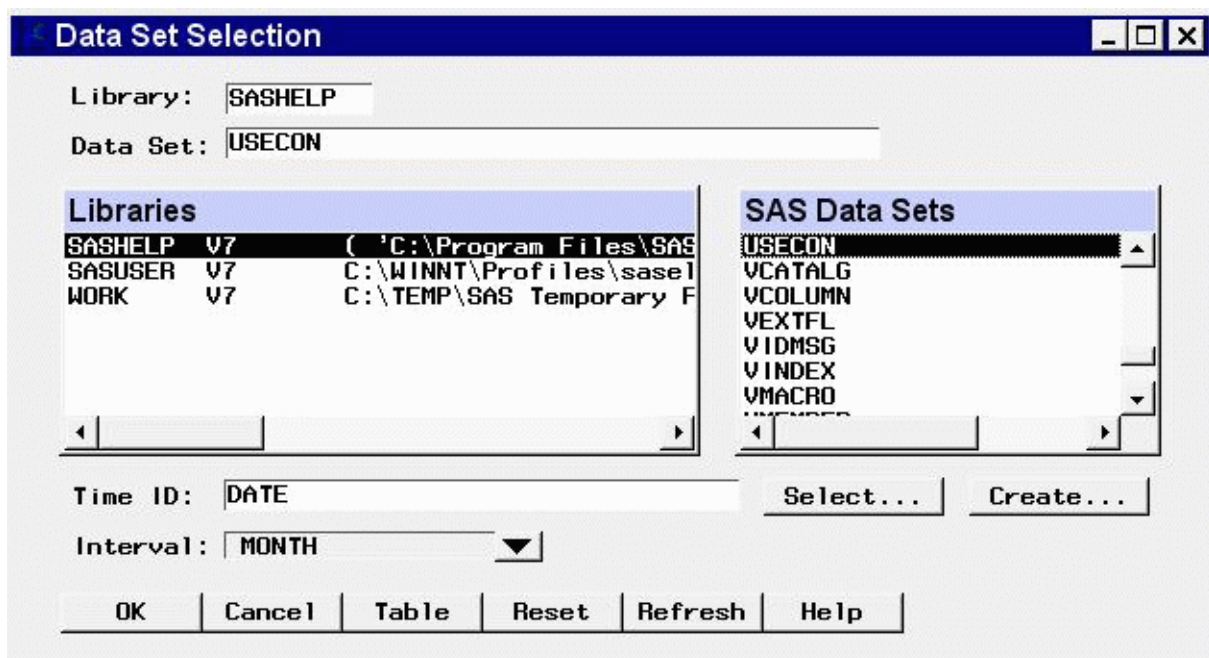 Data Set Selection
Library: SASHELP
Data Set: USECON
Libraries
SASHELP V7 ( 'C:\Program Files\SAS
SASUSER V7 C:\WINNT\Profiles\sasel
WORK V7 C:\TEMP\SAS Temporary F
SAS Data Sets
USECON
VCATALG
VCOLUMN
VEXTFL
VIDMSG
VINDEX
VMACRO
Time ID: DATE
Select...
Create...
Interval: MONTH
OK Cancel Table Reset Refresh Help